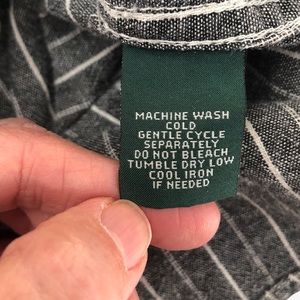 MACHINE WASH
COLD
GENTLE CYCLE
SEPARATELY
DO NOT BLEACH
TUMBLE DRY LOW
COOL IRON
IF NEEDED